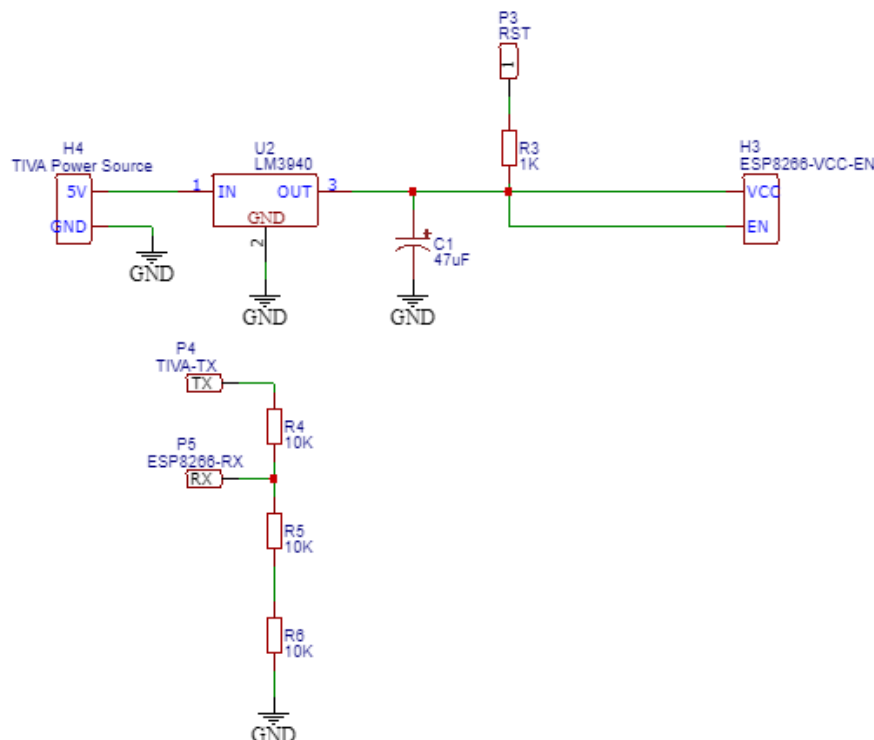 P3
RST
1
R3
1K
H4
TIVA Power Source
5V
GND
GND
U2
LM3940
1
IN
OUT
3
GND
2
GND
+
C1
47uF
GND
H3
ESP8266-VCC-EN
VCC
EN
P4
TIVA-TX
TX
R4
10K
P5
ESP8266-RX
RX
R5
10K
R6
10K
GND